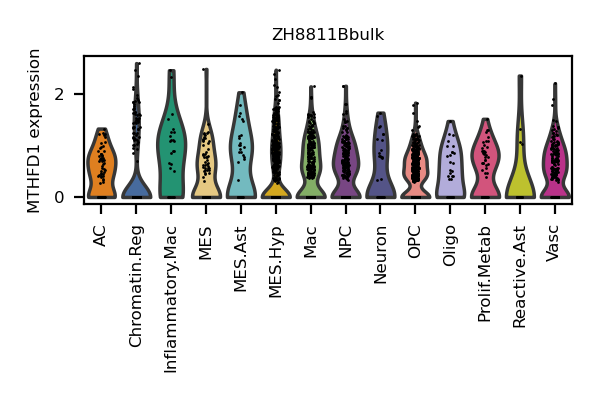 ZH8811Bbulk
MTHFD1 expression
2
0
AC
Chromatin.Reg
Inflammatory.Mac
MES
MES.Ast
MES.Hyp
Mac
NPC
Neuron
OPC
Oligo
Prolif.Metab
Reactive.Ast
Vasc